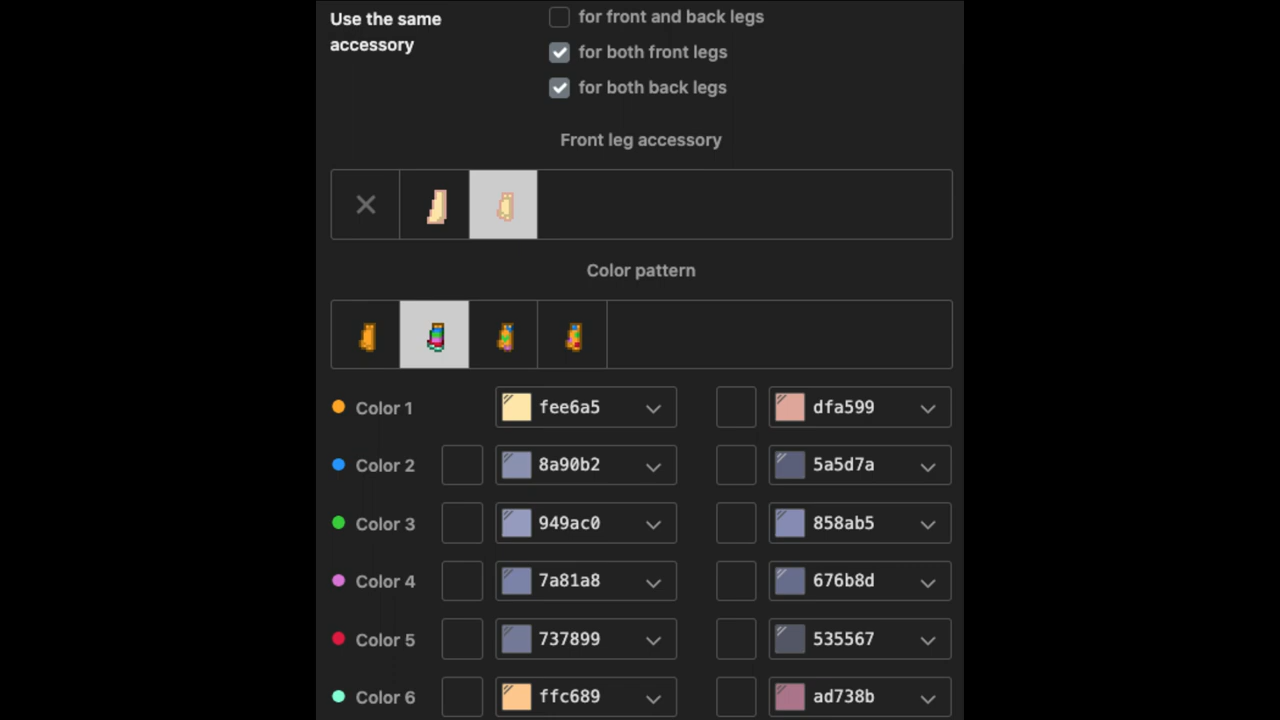 Use the same
accessory
for front and back legs
for both front legs
for both back legs
Front leg accessory
Color pattern
Color 1 fee6a5 dfa599
Color 2 8a90b2 5a5d7a
Color 3 949ac0 858ab5
Color 4 7a81a8 676b8d
Color 5 737899 535567
Color 6 ffc689 ad738b